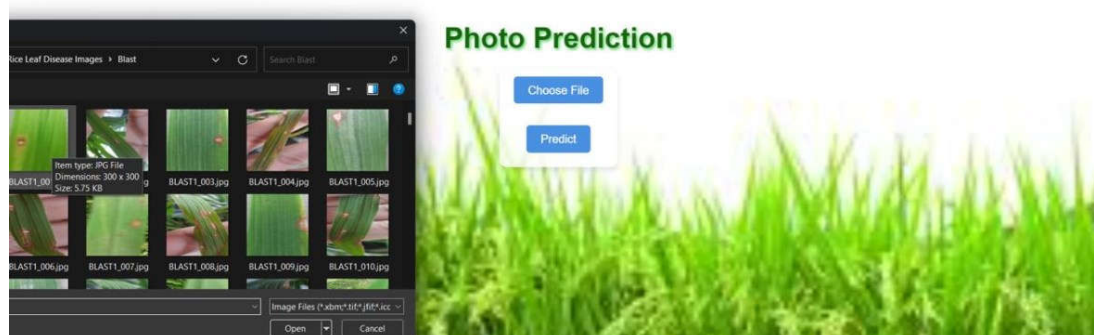 Photo Prediction
Rice Leaf Disease Images > Blast
Search Blast
Choose File
Predict
Item type: JPG File
Dimensions: 300 x 300
Size: 5.75 KB
BLAST1_001
g
BLAST1_003.jpg
BLAST1_004.jpg
BLAST1_005.jpg
BLAST1_006.jpg
BLAST1_007.jpg
BLAST1_008.jpg
BLAST1_009.jpg
BLAST1_010.jpg
Image Files (*.xbm;*.tif;*.jfif;*.icc
Open
Cancel